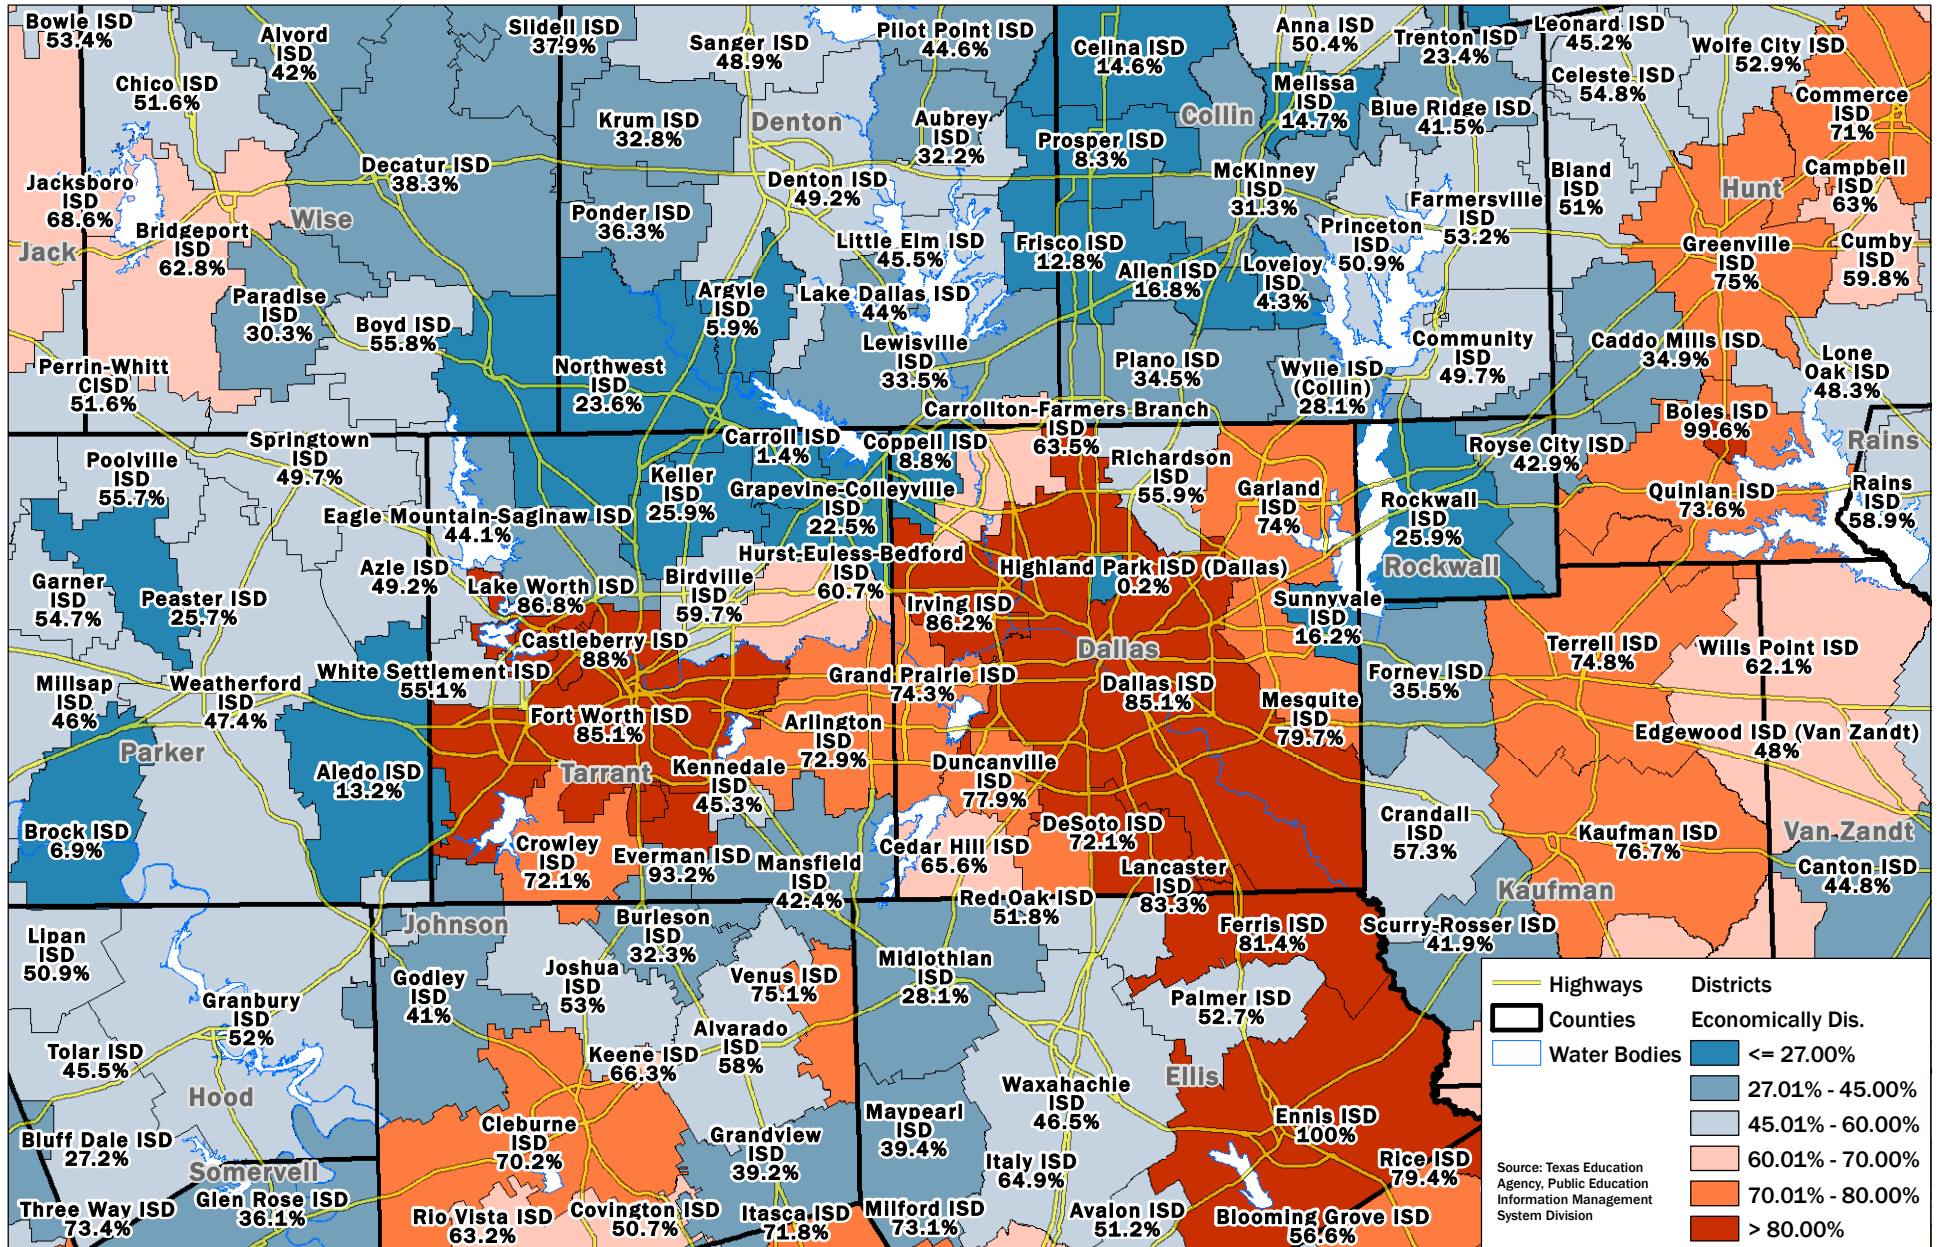 Bowie ISD
53.4%
Alvord
ISD
42%
Slidell ISD
37.9%
Sanger ISD
48.9%
Pilot Point ISD
44.6%
Celina ISD
14.6%
Anna ISD
50.4%
Trenton ISD
23.4%
Leonard ISD
45.2%
Wolfe City ISD
52.9%
Chico ISD
51.6%
Krum ISD
32.8%
Denton
Aubrey
ISD
32.2%
Collin
Melissa
ISD
14.7%
Blue Ridge ISD
41.5%
Celeste ISD
54.8%
Commerce
ISD
71%
Prosper ISD
8.3%
Jacksboro
ISD
68.6%
Decatur ISD
38.3%
Denton ISD
49.2%
McKinney
ISD
31.3%
Farmersville
ISD
53.2%
Bland
ISD
51%
Hunt
Campbell
ISD
63%
Jack
Bridgeport
ISD
62.8%
Wise
Ponder ISD
36.3%
Little Elm ISD
45.5%
Frisco ISD
12.8%
Allen ISD
16.8%
Lovejoy
ISD
4.3%
Princeton
ISD
50.9%
Greenville
ISD
75%
Cumby
ISD
59.8%
Paradise
ISD
30.3%
Boyd ISD
55.8%
Argyle
ISD
5.9%
Lake Dallas ISD
44%
Lewisville
ISD
33.5%
Plano ISD
34.5%
Wylie ISD
(Collin)
28.1%
Community
ISD
49.7%
Caddo Mills ISD
34.9%
Lone
Oak ISD
48.3%
Perrin-Whitt
CISD
51.6%
Northwest
ISD
23.6%
Carrollton-Farmers Branch
ISD
63.5%
Boles ISD
99.6%
Rains
Springtown
ISD
49.7%
Poolville
ISD
55.7%
Carroll ISD
1.4%
Coppell ISD
8.8%
Richardson
ISD
55.9%
Royse City ISD
42.9%
Keller
ISD
25.9%
Grapevine-Colleyville
ISD
22.5%
Garland
ISD
74%
Rockwall
ISD
25.9%
Quinlan ISD
73.6%
Rains
ISD
58.9%
Eagle Mountain-Saginaw ISD
44.1%
Garner
ISD
54.7%
Peaster ISD
25.7%
Azle ISD
49.2%
Lake Worth ISD
86.8%
Birdville
ISD
59.7%
Hurst-Euless-Bedford
ISD
60.7%
Highland Park ISD (Dallas)
0.2%
Rockwall
Irving ISD
86.2%
Sunnyvale
ISD
16.2%
Castleberry ISD
88%
Dallas
Terrell ISD
74.8%
Wills Point ISD
62.1%
Millsap
ISD
46%
Weatherford
ISD
47.4%
White Settlement ISD
55.1%
Grand Prairie ISD
74.3%
Dallas ISD
85.1%
Forney ISD
35.5%
Mesquite
ISD
79.7%
Fort Worth ISD
85.1%
Arlington
ISD
72.9%
Edgewood ISD (Van Zandt)
48%
Parker
Aledo ISD
13.2%
Tarrant
Kennedale
ISD
45.3%
Duncanville
ISD
77.9%
Brock ISD
6.9%
Crowley
ISD
72.1%
Everman ISD
93.2%
Mansfield
ISD
42.4%
Cedar Hill ISD
65.6%
DeSoto ISD
72.1%
Lancaster
ISD
83.3%
Crandall
ISD
57.3%
Kaufman ISD
76.7%
Van Zandt
Canton ISD
44.8%
Kaufman
Lipan
ISD
50.9%
Johnson
Burleson
ISD
32.3%
Red Oak ISD
51.8%
Ferris ISD
81.4%
Scurry-Rosser ISD
41.9%
Godley
ISD
41%
Joshua
ISD
53%
Venus ISD
75.1%
Midlothian
ISD
28.1%
Granbury
ISD
52%
Palmer ISD
52.7%
Tolar ISD
45.5%
Alvarado
ISD
58%
Keene ISD
66.3%
Hood
Waxahachie
ISD
46.5%
Ellis
Bluff Dale ISD
27.2%
Cleburne
ISD
70.2%
Grandview
ISD
39.2%
Maypearl
ISD
39.4%
Ennis ISD
100%
Somervell
Italy ISD
64.9%
Rice ISD
79.4%
Three Way ISD
73.4%
Glen Rose ISD
36.1%
Rio Vista ISD
63.2%
Covington ISD
50.7%
Itasca ISD
71.8%
Milford ISD
73.1%
Avalon ISD
51.2%
Blooming Grove ISD
56.6%
Highways
Counties
Water Bodies
Districts
Economically Dis.
<= 27.00%
27.01% - 45.00%
45.01% - 60.00%
60.01% - 70.00%
70.01% - 80.00%
> 80.00%
Source: Texas Education
Agency, Public Education
Information Management
System Division